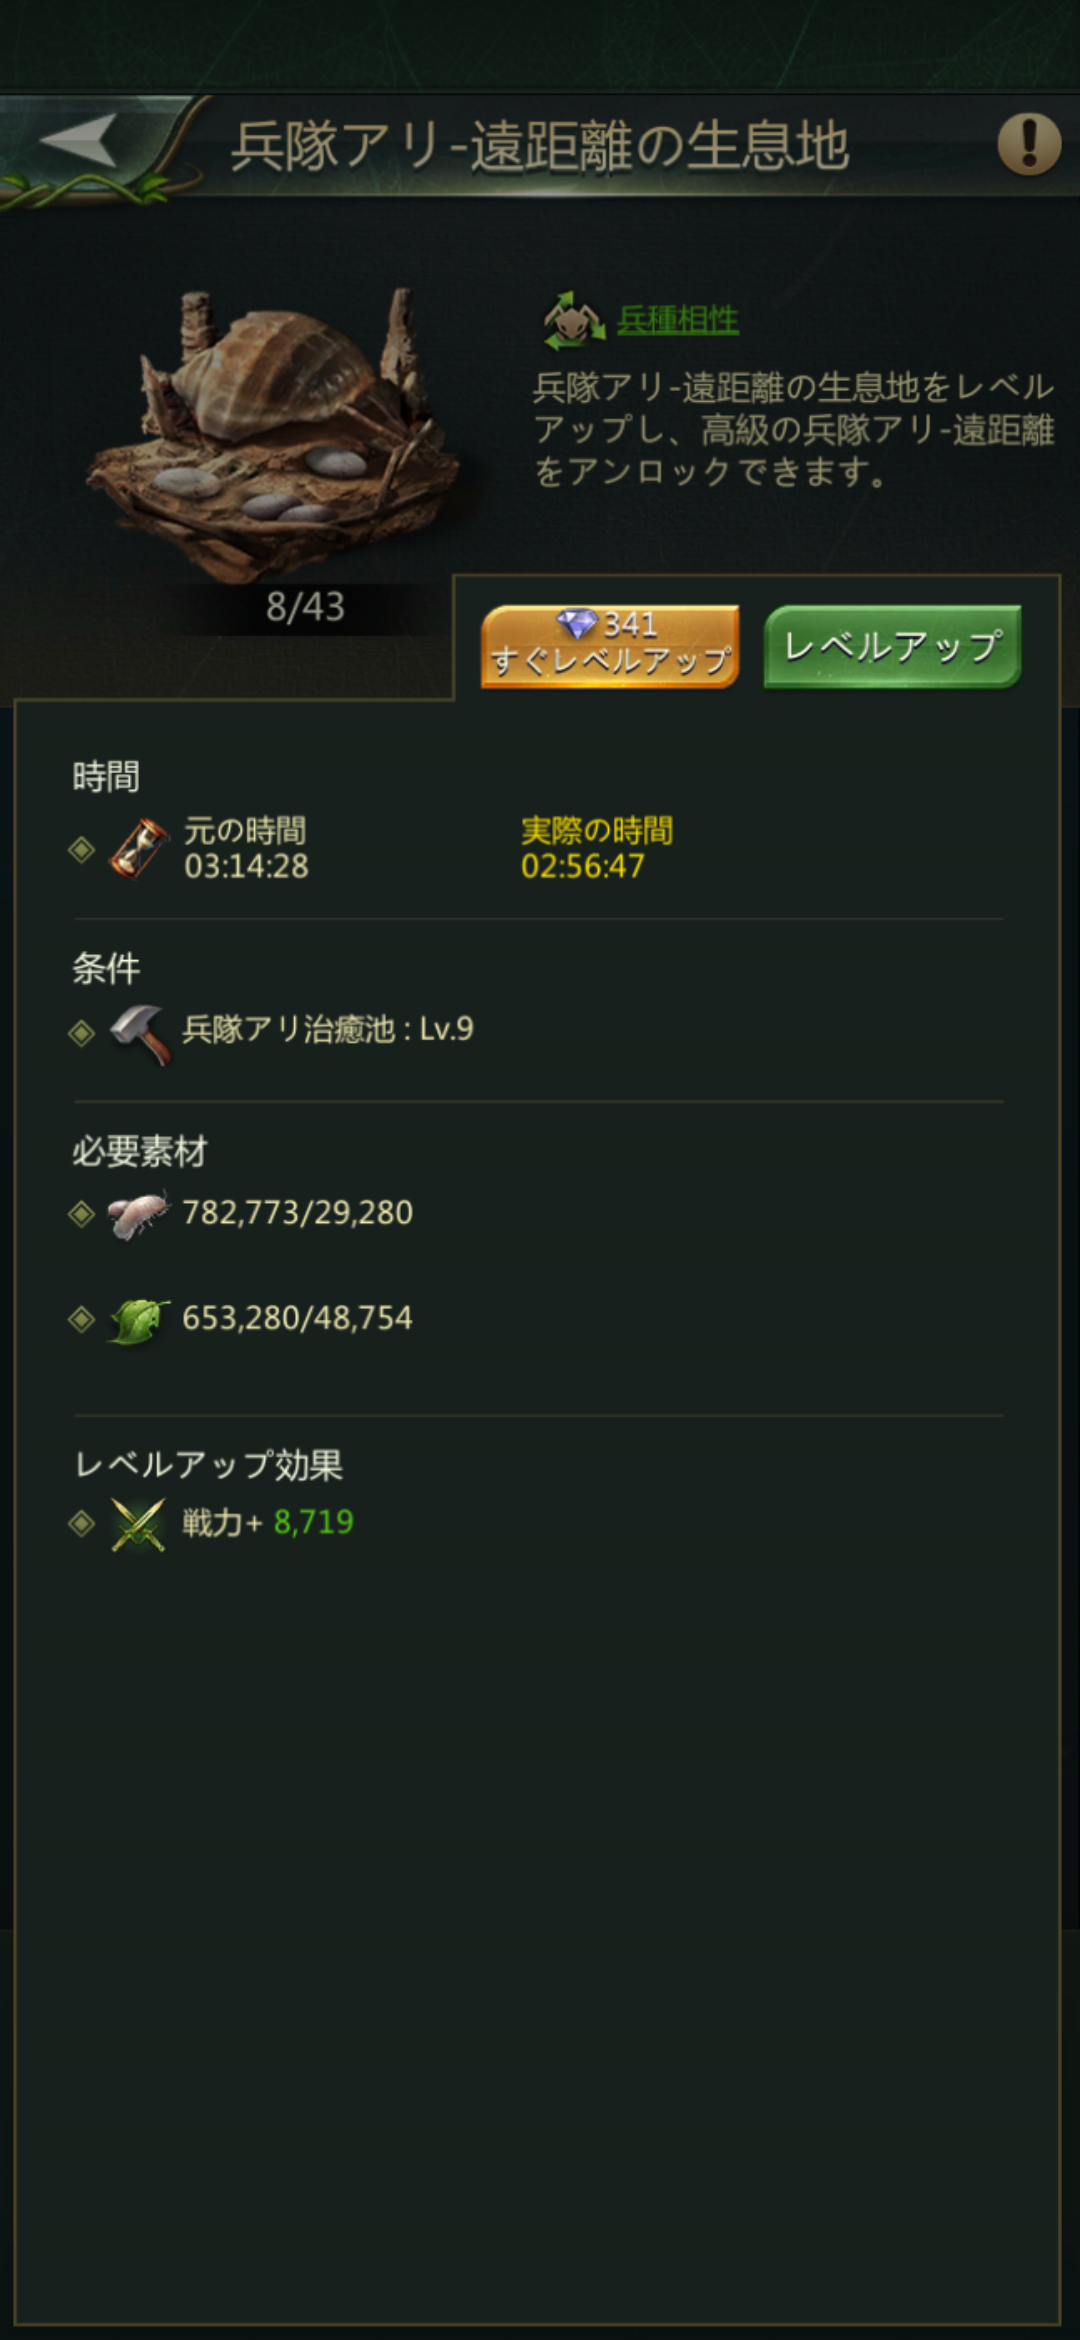 兵隊アリ-遠距離の生息地
兵種相性
兵隊アリ-遠距離の生息地をレベル
アップし、高級の兵隊アリ-遠距離
をアンロックできます。
8/43
341
すぐレベルアップ
レベルアップ
時間
元の時間
03:14:28
実際の時間
02:56:47
条件
兵隊アリ治癒池 : Lv.9
必要素材
782,773/29,280
653,280/48,754
レベルアップ効果
戦力+ 8,719